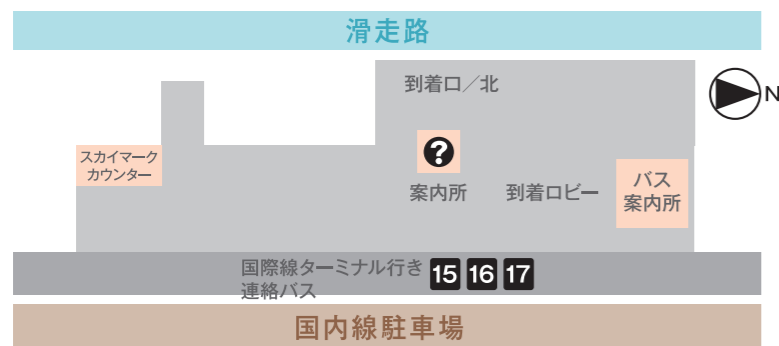 滑走路
到着口／北
N
スカイマーク
カウンター
?
案内所
到着ロビー
バス
案内所
国際線ターミナル行き
連絡バス
15 16 17
国内線駐車場